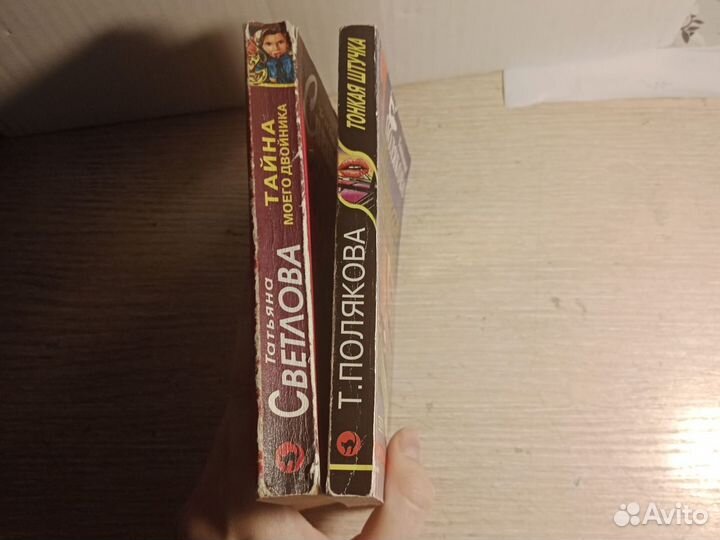 Татьяна
СВЕТЛОВА
ТАЙНА
МОЕГО ДВОЙНИКА
Т. ПОЛЯКОВА
ТОНКАЯ ШТУЧКА
Avito